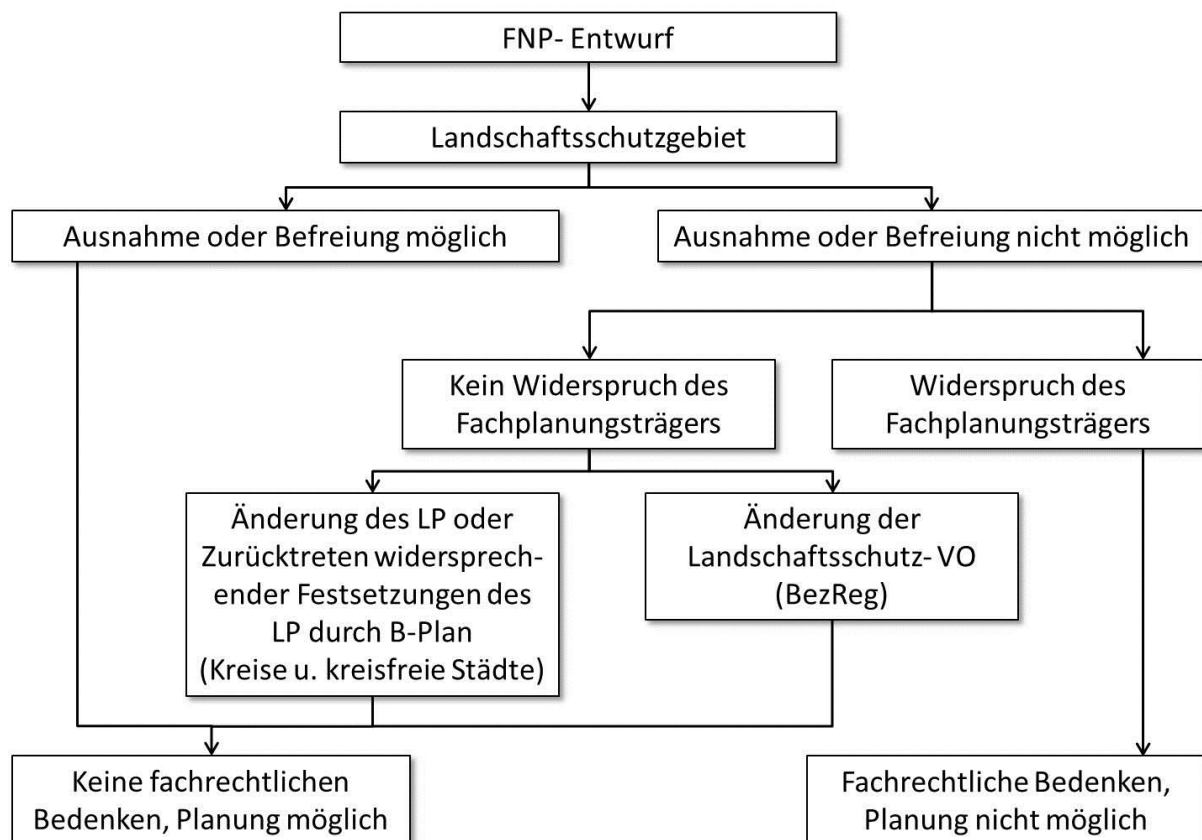 FNP- Entwurf
Landschaftsschutzgebiet
Ausnahme oder Befreiung möglich
Ausnahme oder Befreiung nicht möglich
Kein Widerspruch des
Fachplanungsträgers
Widerspruch des
Fachplanungsträgers
Änderung des LP oder
Zurücktreten widersprech-
ender Festsetzungen des
LP durch B-Plan
(Kreise u. kreisfreie Städte)
Änderung der
Landschaftsschutz- VO
(BezReg)
Keine fachrechtlichen
Bedenken, Planung möglich
Fachrechtliche Bedenken,
Planung nicht möglich